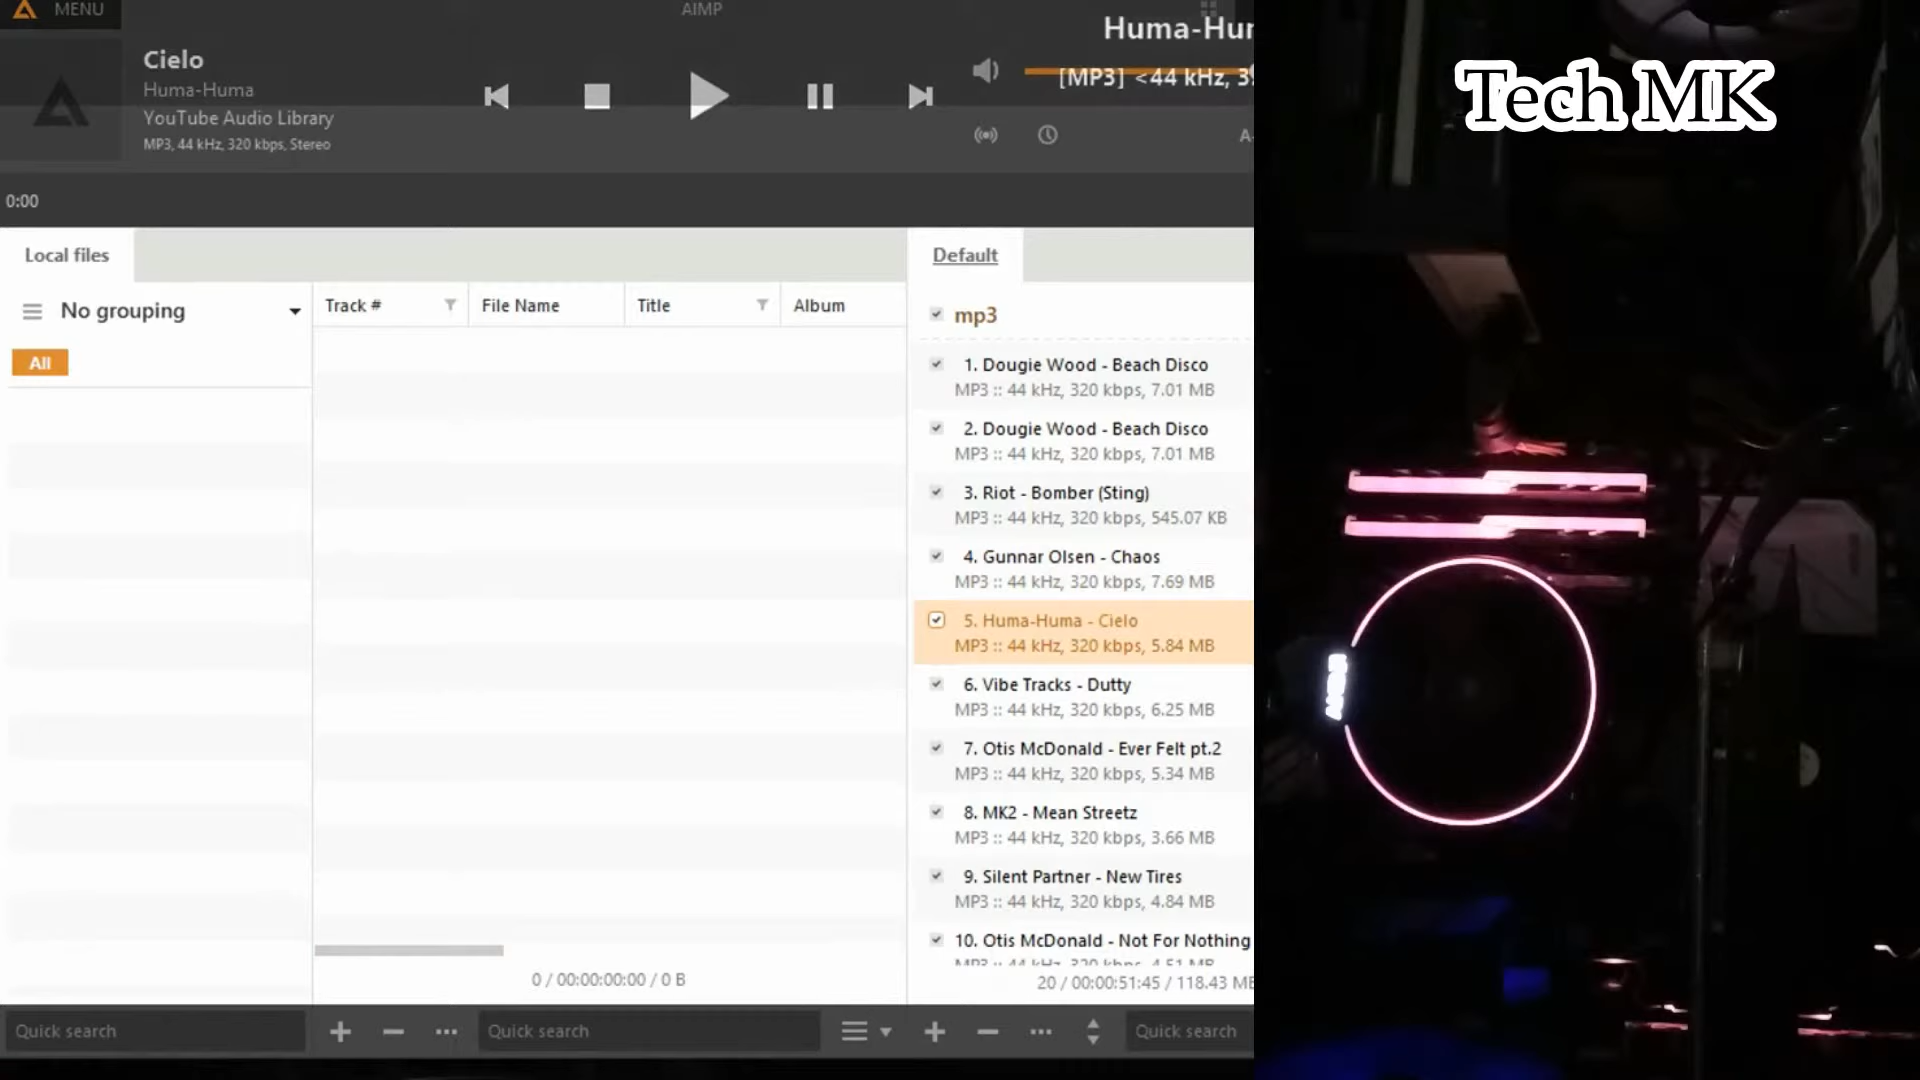 MENU
AIMP
Huma-Hur
Cielo
Huma-Huma
YouTube Audio Library
MP3, 44 kHz, 320 kbps, Stereo
[MP3] <44 kHz, 3
A-
0:00
Tech MK
Local files
Default
No grouping
Track #
File Name
Title
Album
All
mp3
1. Dougie Wood - Beach Disco
MP3 :: 44 kHz, 320 kbps, 7.01 MB
2. Dougie Wood - Beach Disco
MP3 :: 44 kHz, 320 kbps, 7.01 MB
3. Riot - Bomber (Sting)
MP3 :: 44 kHz, 320 kbps, 545.07 KB
4. Gunnar Olsen - Chaos
MP3 :: 44 kHz, 320 kbps, 7.69 MB
5. Huma-Huma - Cielo
MP3 :: 44 kHz, 320 kbps, 5.84 MB
6. Vibe Tracks - Dutty
MP3 :: 44 kHz, 320 kbps, 6.25 MB
7. Otis McDonald - Ever Felt pt.2
MP3 :: 44 kHz, 320 kbps, 5.34 MB
8. MK2 - Mean Streetz
MP3 :: 44 kHz, 320 kbps, 3.66 MB
9. Silent Partner - New Tires
MP3 :: 44 kHz, 320 kbps, 4.84 MB
10. Otis McDonald - Not For Nothing
MP3 :: 44 kHz, 320 kbps, 4.51 MB
0 / 00:00:00:00 / 0 B
20 / 00:00:51:45 / 118.43 MB
Quick search
Quick search
Quick search